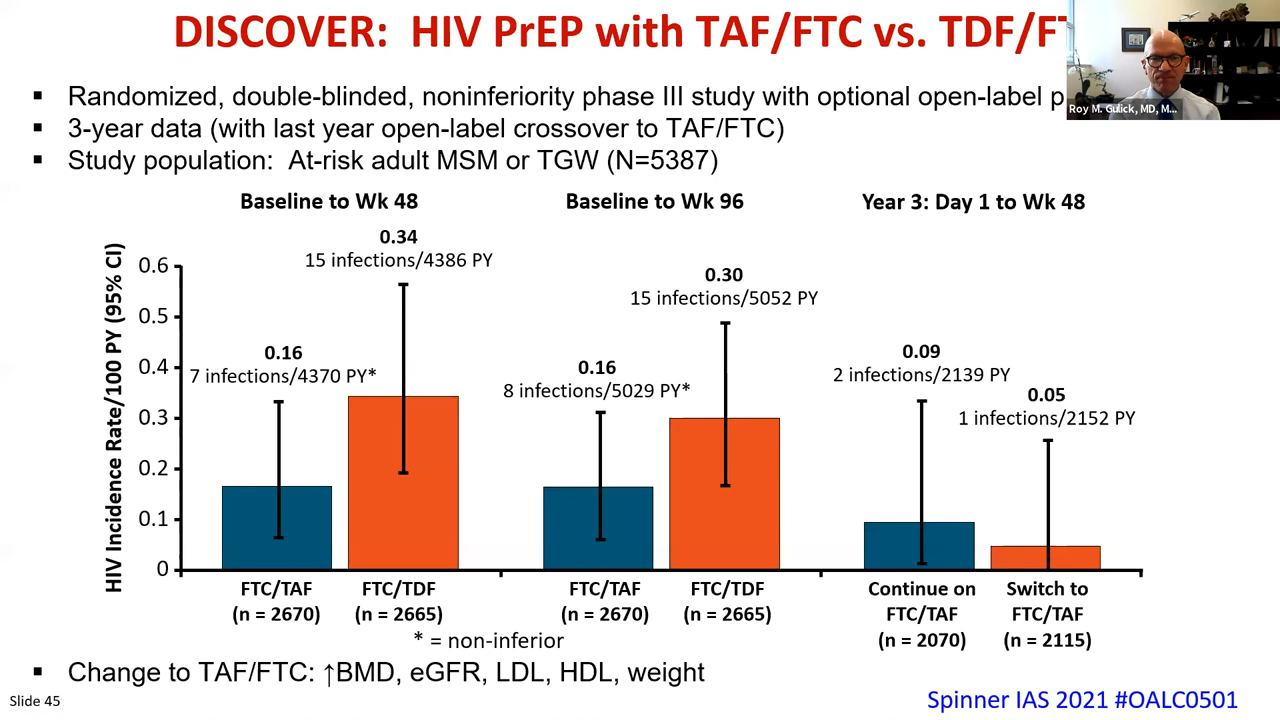 DISCOVER: HIV PrEP with TAF/FTC vs. TDF/
▪ Randomized, double-blinded, noninferiority phase III study with optional open-label
Roy M. Gulick, MD, M...
▪ 3-year data (with last year open-label crossover to TAF/FTC)
▪ Study population: At-risk adult MSM or TGW (N=5387)
Baseline to Wk 48
Baseline to Wk 96
Year 3: Day 1 to Wk 48
HIV Incidence Rate/100 PY (95% CI)
0.6
0.5
0.4
0.3
0.2
0.1
0
0.16
7 infections/4370 PY*
0.34
15 infections/4386 PY
0.16
8 infections/5029 PY*
0.30
15 infections/5052 PY
0.09
2 infections/2139 PY
0.05
1 infections/2152 PY
FTC/TAF
(n = 2670)
FTC/TDF
(n = 2665)
FTC/TAF
(n = 2670)
FTC/TDF
(n = 2665)
Continue on
FTC/TAF
(n = 2070)
Switch to
FTC/TAF
(n = 2115)
* = non-inferior
▪ Change to TAF/FTC: ↑BMD, eGFR, LDL, HDL, weight
Slide 45
Spinner IAS 2021 #OALC0501